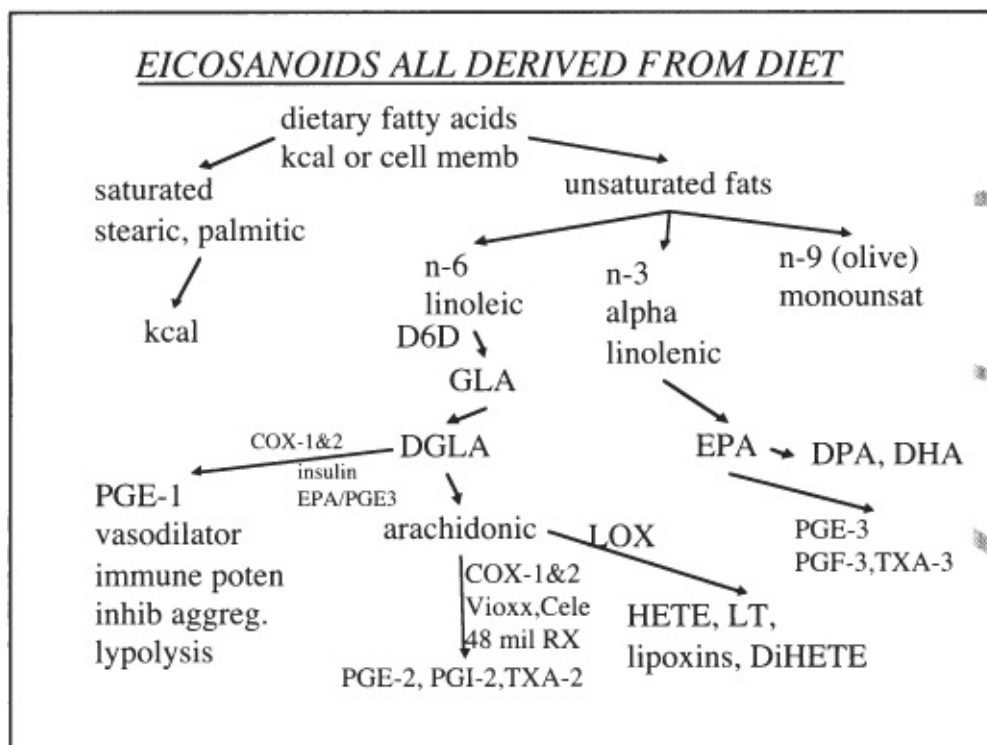 EICOSANOIDS ALL DERIVED FROM DIET
dietary fatty acids
kcal or cell memb
saturated
stearic, palmitic
kcal
unsaturated fats
n-6
linoleic
D6D
GLA
DGLA
n-3
alpha
linolenic
n-9 (olive)
monounsat
COX-1&2
insulin
EPA/PGE3
PGE-1
vasodilator
immune poten
inhib aggreg.
lypolysis
arachidonic
LOX
COX-1&2
Vioxx,Cele
48 mil RX
PGE-2, PGI-2,TXA-2
HETE, LT,
lipoxins, DiHETE
EPA
DPA, DHA
PGE-3
PGF-3,TXA-3